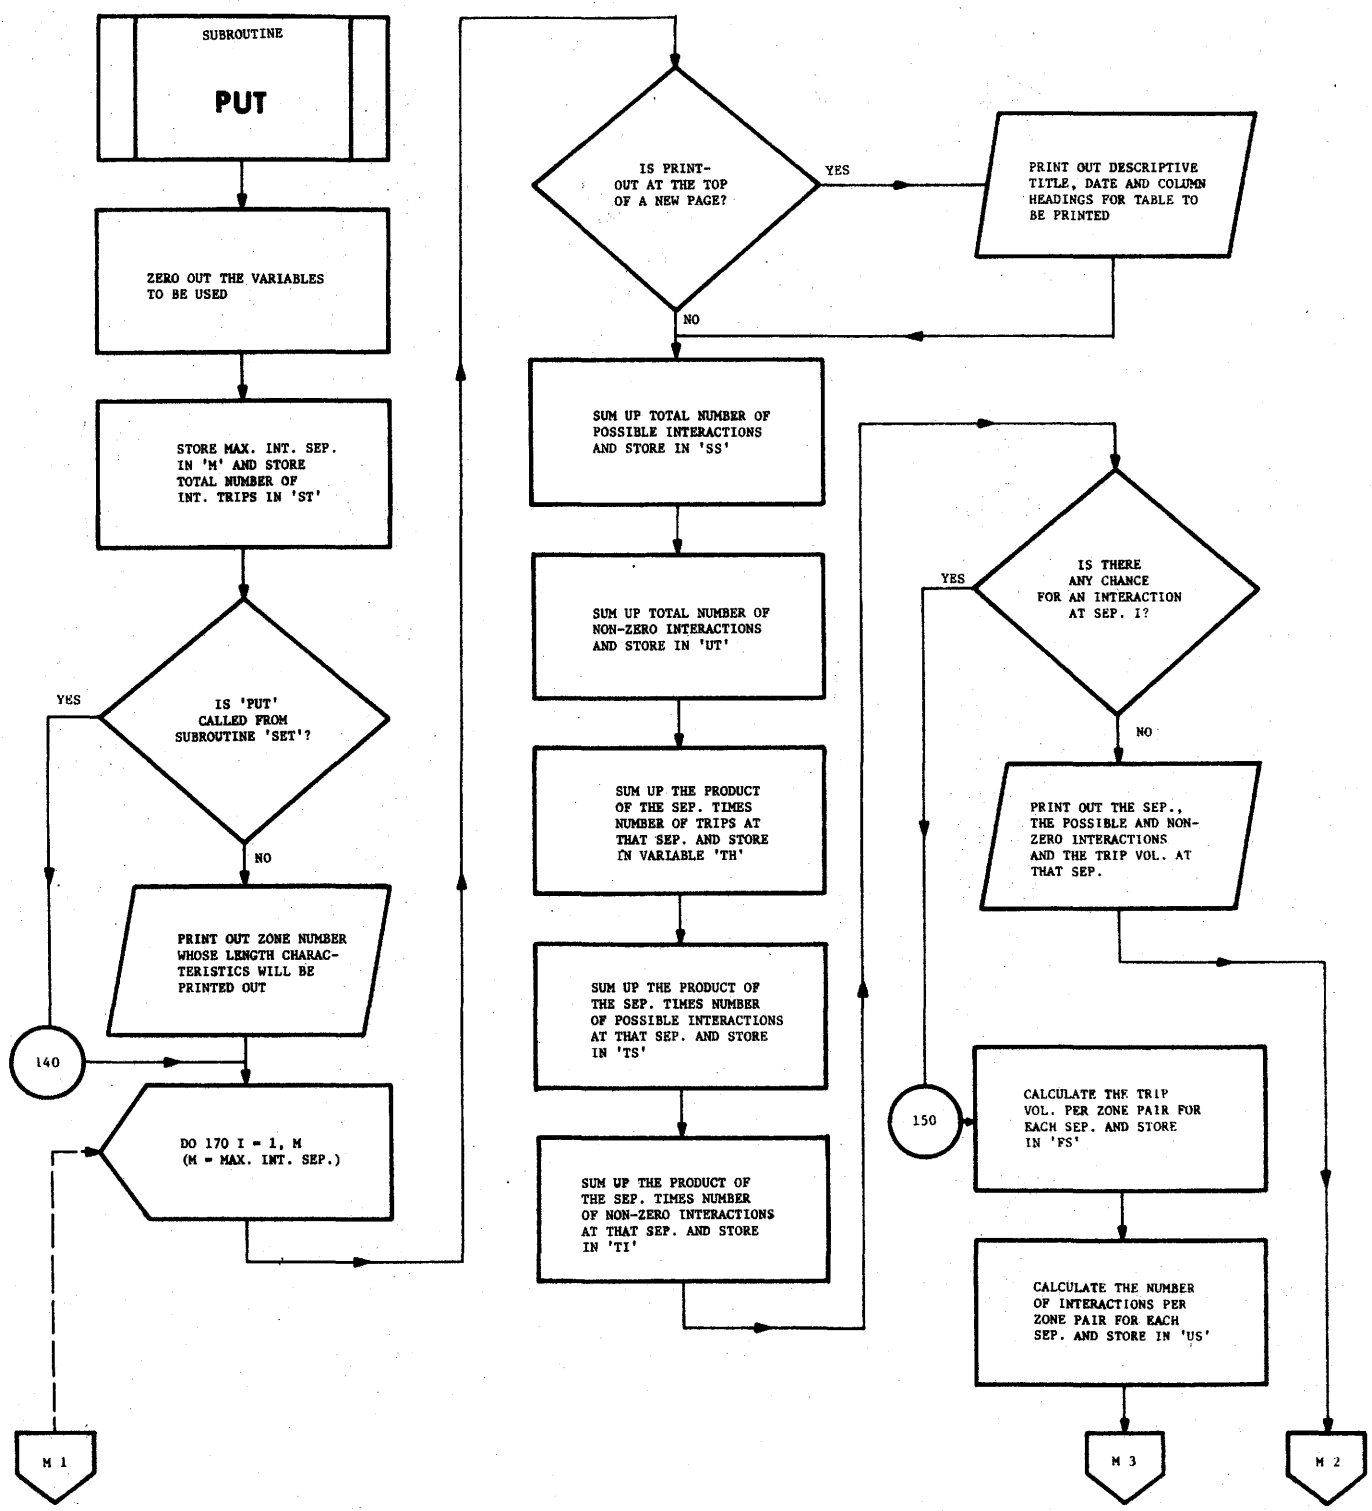 SUBROUTINE
PUT
ZERO OUT THE VARIABLES
TO BE USED
STORE MAX. INT. SEP.
IN 'M' AND STORE
TOTAL NUMBER OF
INT. TRIPS IN 'ST'
YES
IS 'PUT'
CALLED FROM
SUBROUTINE 'SET'?
NO
PRINT OUT ZONE NUMBER
WHOSE LENGTH CHARAC-
TERISTICS WILL BE
PRINTED OUT
140
DO 170 I = 1, M
(M = MAX. INT. SEP.)
M 1
IS PRINT-
OUT AT THE TOP
OF A NEW PAGE?
YES
PRINT OUT DESCRIPTIVE
TITLE, DATE AND COLUMN
HEADINGS FOR TABLE TO
BE PRINTED
NO
SUM UP TOTAL NUMBER OF
POSSIBLE INTERACTIONS
AND STORE IN 'SS'
SUM UP TOTAL NUMBER OF
NON-ZERO INTERACTIONS
AND STORE IN 'UT'
SUM UP THE PRODUCT
OF THE SEP. TIMES
NUMBER OF TRIPS AT
THAT SEP. AND STORE
IN VARIABLE 'TH'
SUM UP THE PRODUCT OF
THE SEP. TIMES NUMBER
OF POSSIBLE INTERACTIONS
AT THAT SEP. AND STORE
IN 'TS'
SUM UP THE PRODUCT OF
THE SEP. TIMES NUMBER
OF NON-ZERO INTERACTIONS
AT THAT SEP. AND STORE
IN 'TI'
IS THERE
ANY CHANCE
FOR AN INTERACTION
AT SEP. I?
YES
NO
PRINT OUT THE SEP.,
THE POSSIBLE AND NON-
ZERO INTERACTIONS
AND THE TRIP VOL. AT
THAT SEP.
150
CALCULATE THE TRIP
VOL. PER ZONE PAIR FOR
EACH SEP. AND STORE
IN 'FS'
CALCULATE THE NUMBER
OF INTERACTIONS PER
ZONE PAIR FOR EACH
SEP. AND STORE IN 'US'
M 3
M 2